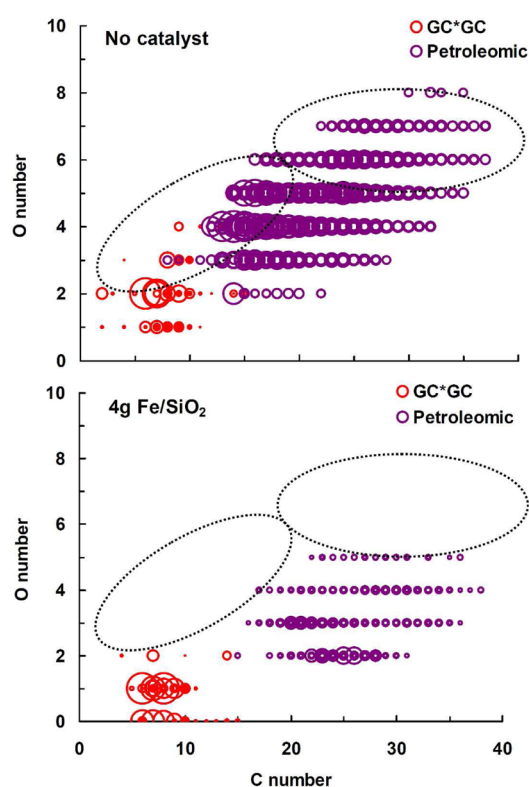 10
No catalyst
GC*GC
Petroleomic
8
6
4
2
0
O number
10
4g Fe/SiO₂
GC*GC
Petroleomic
8
6
4
2
0
O number
0 10 20 30 40
C number